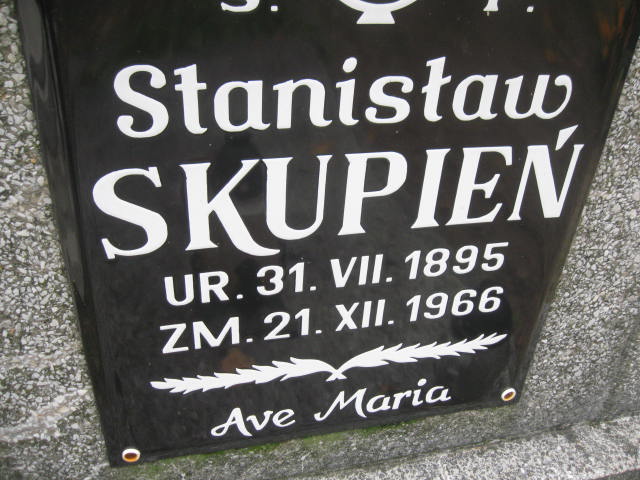 Ś. P.
Stanisław
SKUPIEŃ
UR. 31. VII. 1895
ZM. 21. XII. 1966
Ave Maria